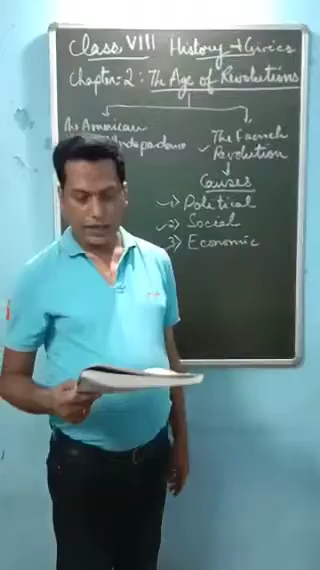 Class VIII History & Civics
Chapter-2: The Age of Revolutions
The American
Independence
The French
Revolution
Causes
1) Political
2) Social
3) Economic